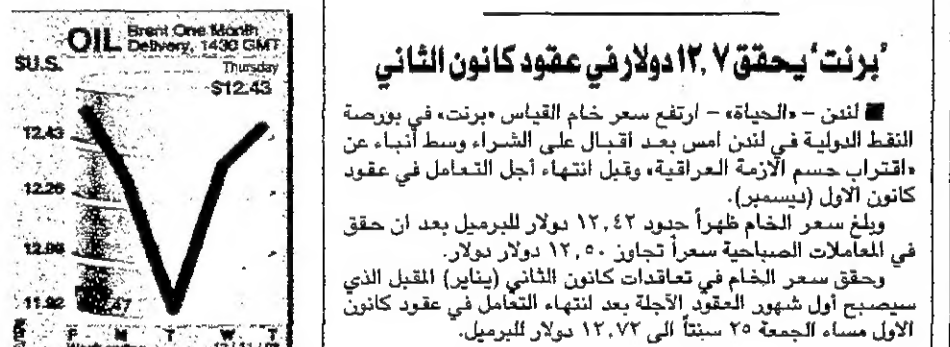 OIL Brent One Month
Delivery, 1430 GMT
$U.S.
Thursday
$12.43
12.43
12.26
11.92
F M T W T
'برنت' يحقق ١٢,٧ دولار في عقود كانون الثاني
■ لندن – «الحياة» – ارتفع سعر خام القياس «برنت» في بورصة
النفط الدولية في لندن امس بعد اقبال على الشراء وسط أنباء عن
«اقتراب حسم الأزمة العراقية» وقبل انتهاء أجل التعامل في عقود
كانون الاول (ديسمبر).
وبلغ سعر الخام ظهراً حدود ١٢,٤٢ دولار للبرميل بعد ان حقق
في المعاملات الصباحية سعراً تجاوز ١٢,٥٠ دولار دولار.
وحقق سعر الخام في تعاقدات كانون الثاني (يناير) المقبل الذي
سيصبح أول شهور العقود الآجلة بعد انتهاء التعامل في عقود كانون
الاول مساء الجمعة ٢٥ سنتاً الى ١٢,٧٢ دولار للبرميل.